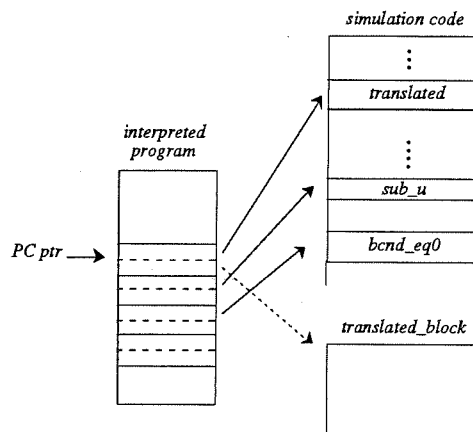 simulation code
translated
interpreted
program
sub_u
PC ptr
bcnd_eq0
translated_block